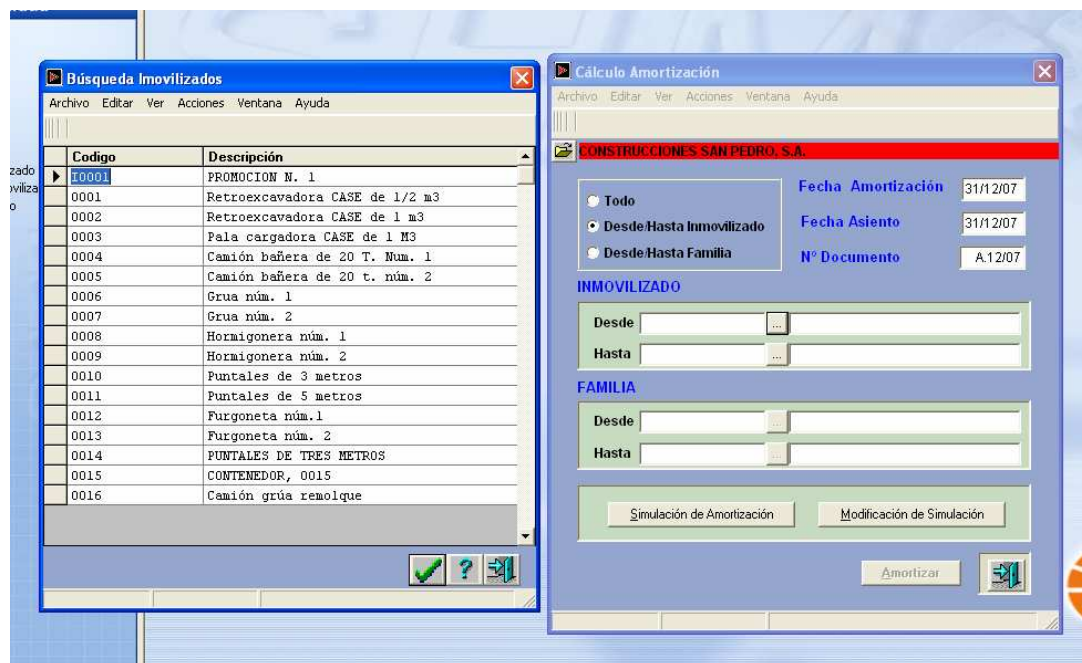 Búsqueda Imovilizados
Archivo Editar Ver Acciones Ventana Ayuda
Codigo Descripción
I0001 PROMOCION N. 1
0001 Retroexcavadora CASE de 1/2 m3
0002 Retroexcavadora CASE de 1 m3
0003 Pala cargadora CASE de 1 M3
0004 Camión bañera de 20 T. Num. 1
0005 Camión bañera de 20 t. núm. 2
0006 Grua núm. 1
0007 Grua núm. 2
0008 Hormigonera núm. 1
0009 Hormigonera núm. 2
0010 Puntales de 3 metros
0011 Puntales de 5 metros
0012 Furgoneta núm.1
0013 Furgoneta núm. 2
0014 PUNTALES DE TRES METROS
0015 CONTENEDOR, 0015
0016 Camión grúa remolque
Cálculo Amortización
Archivo Editar Ver Acciones Ventana Ayuda
CONSTRUCCIONES SAN PEDRO, S.A.
Todo
Desde/Hasta Inmovilizado
Desde/Hasta Familia
Fecha Amortización 31/12/07
Fecha Asiento 31/12/07
Nº Documento A.12/07
INMOVILIZADO
Desde ...
Hasta ...
FAMILIA
Desde ...
Hasta ...
Simulación de Amortización Modificación de Simulación
Amortizar